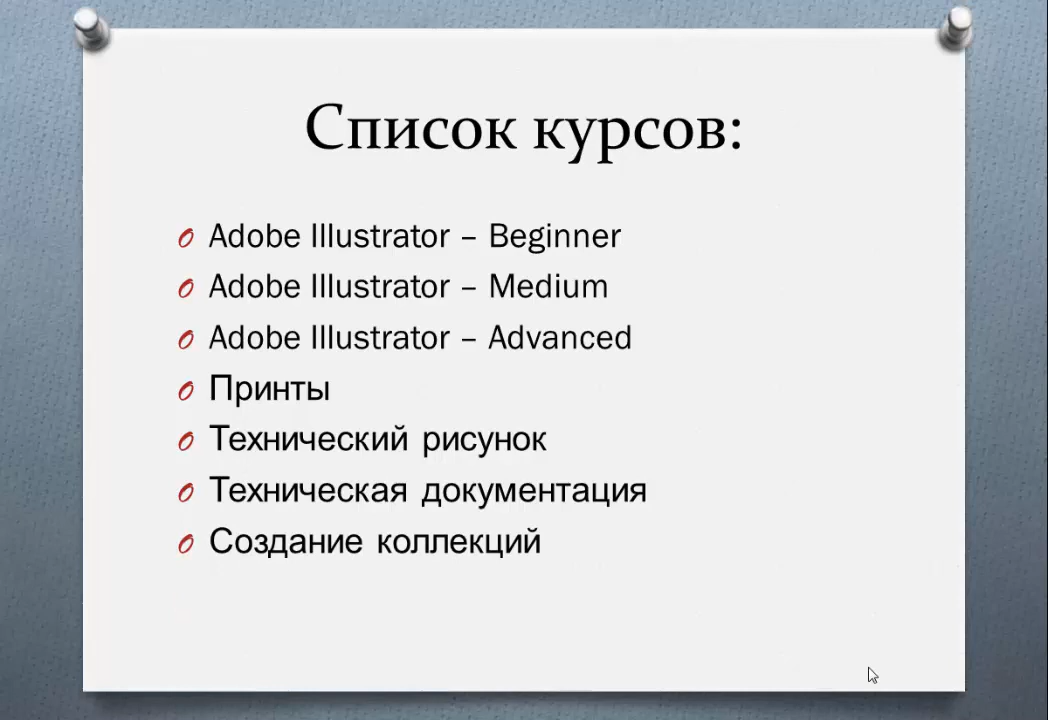 Список курсов:
Adobe Illustrator – Beginner
Adobe Illustrator – Medium
Adobe Illustrator – Advanced
Принты
Технический рисунок
Техническая документация
Создание коллекций